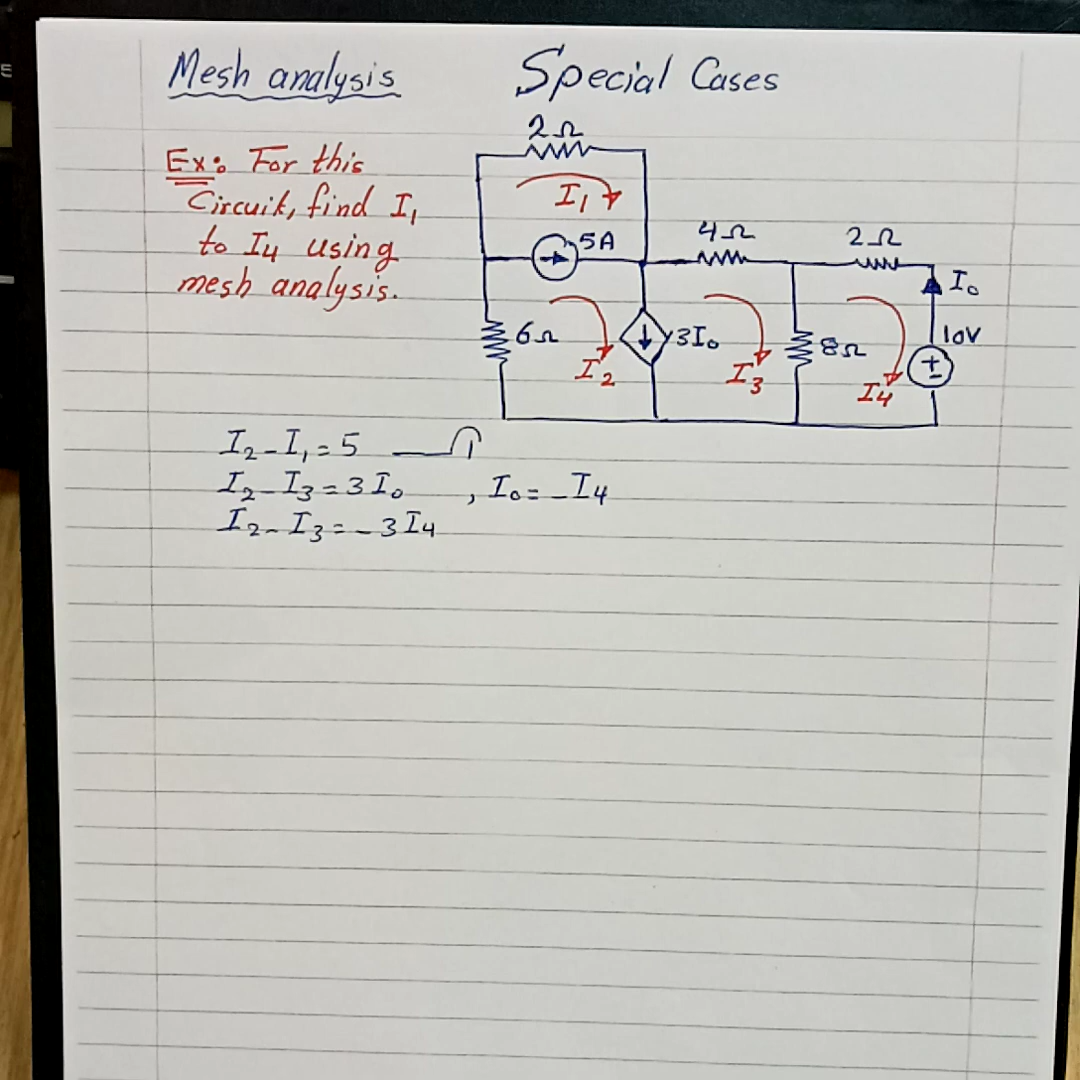 Mesh analysis Special Cases
Ex: For this
Circuit, find I₁
to I₄ using
mesh analysis.
2Ω
I₁
5A
4Ω
2Ω
I₀
6Ω
I₂
3I₀
I₃
8Ω
I₄
10V
+
−
I₂-I₁=5
I₂-I₃=3I₀ , I₀=-I₄
I₂-I₃=-3I₄